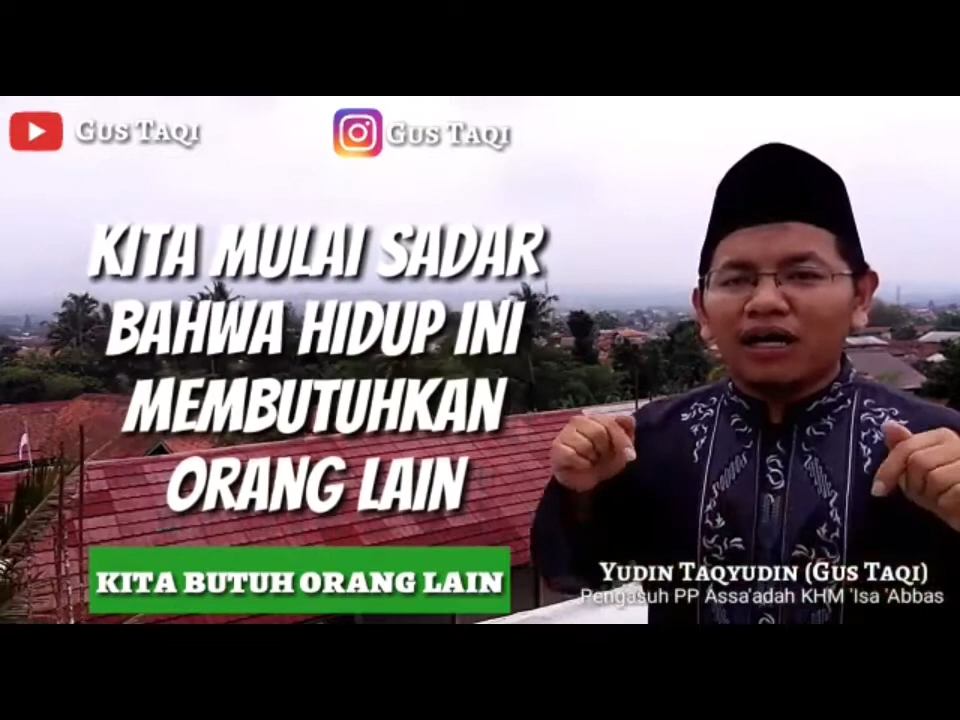 Gus Taqi
Gus Taqi
KITA MULAI SADAR
BAHWA HIDUP INI
MEMBUTUHKAN
ORANG LAIN
KITA BUTUH ORANG LAIN
Yudin Taqyudin (Gus Taqi)
Pengasuh PP Assa'adah KHM 'Isa 'Abbas